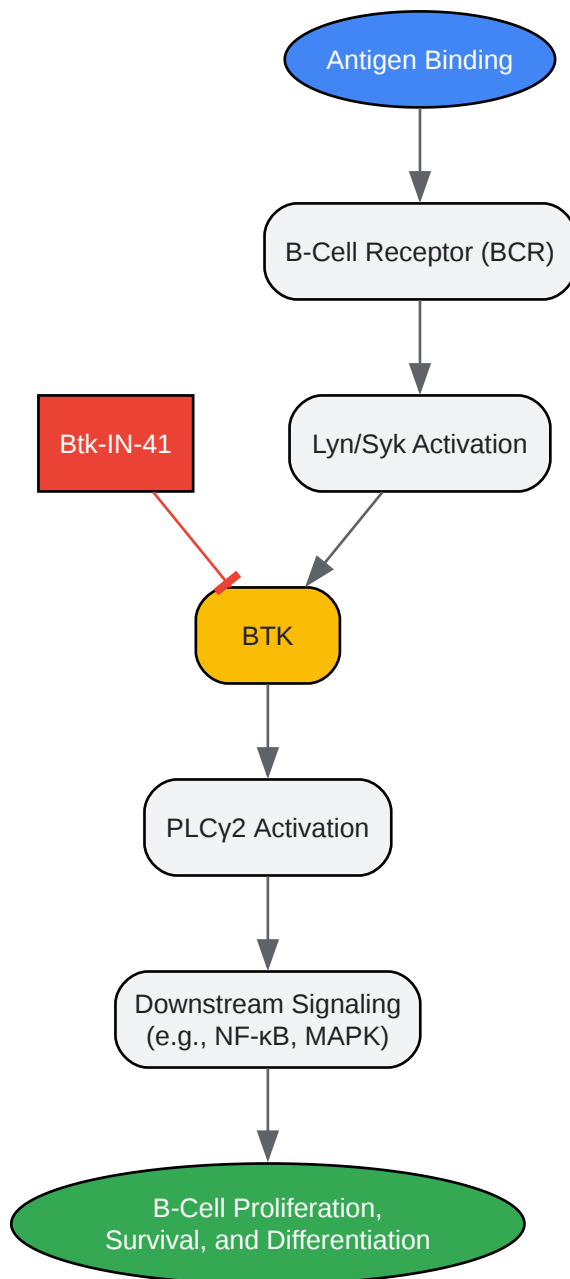 Antigen Binding
B-Cell Receptor (BCR)
Btk-IN-41
Lyn/Syk Activation
BTK
PLCγ2 Activation
Downstream Signaling
(e.g., NF-κB, MAPK)
B-Cell Proliferation,
Survival, and Differentiation